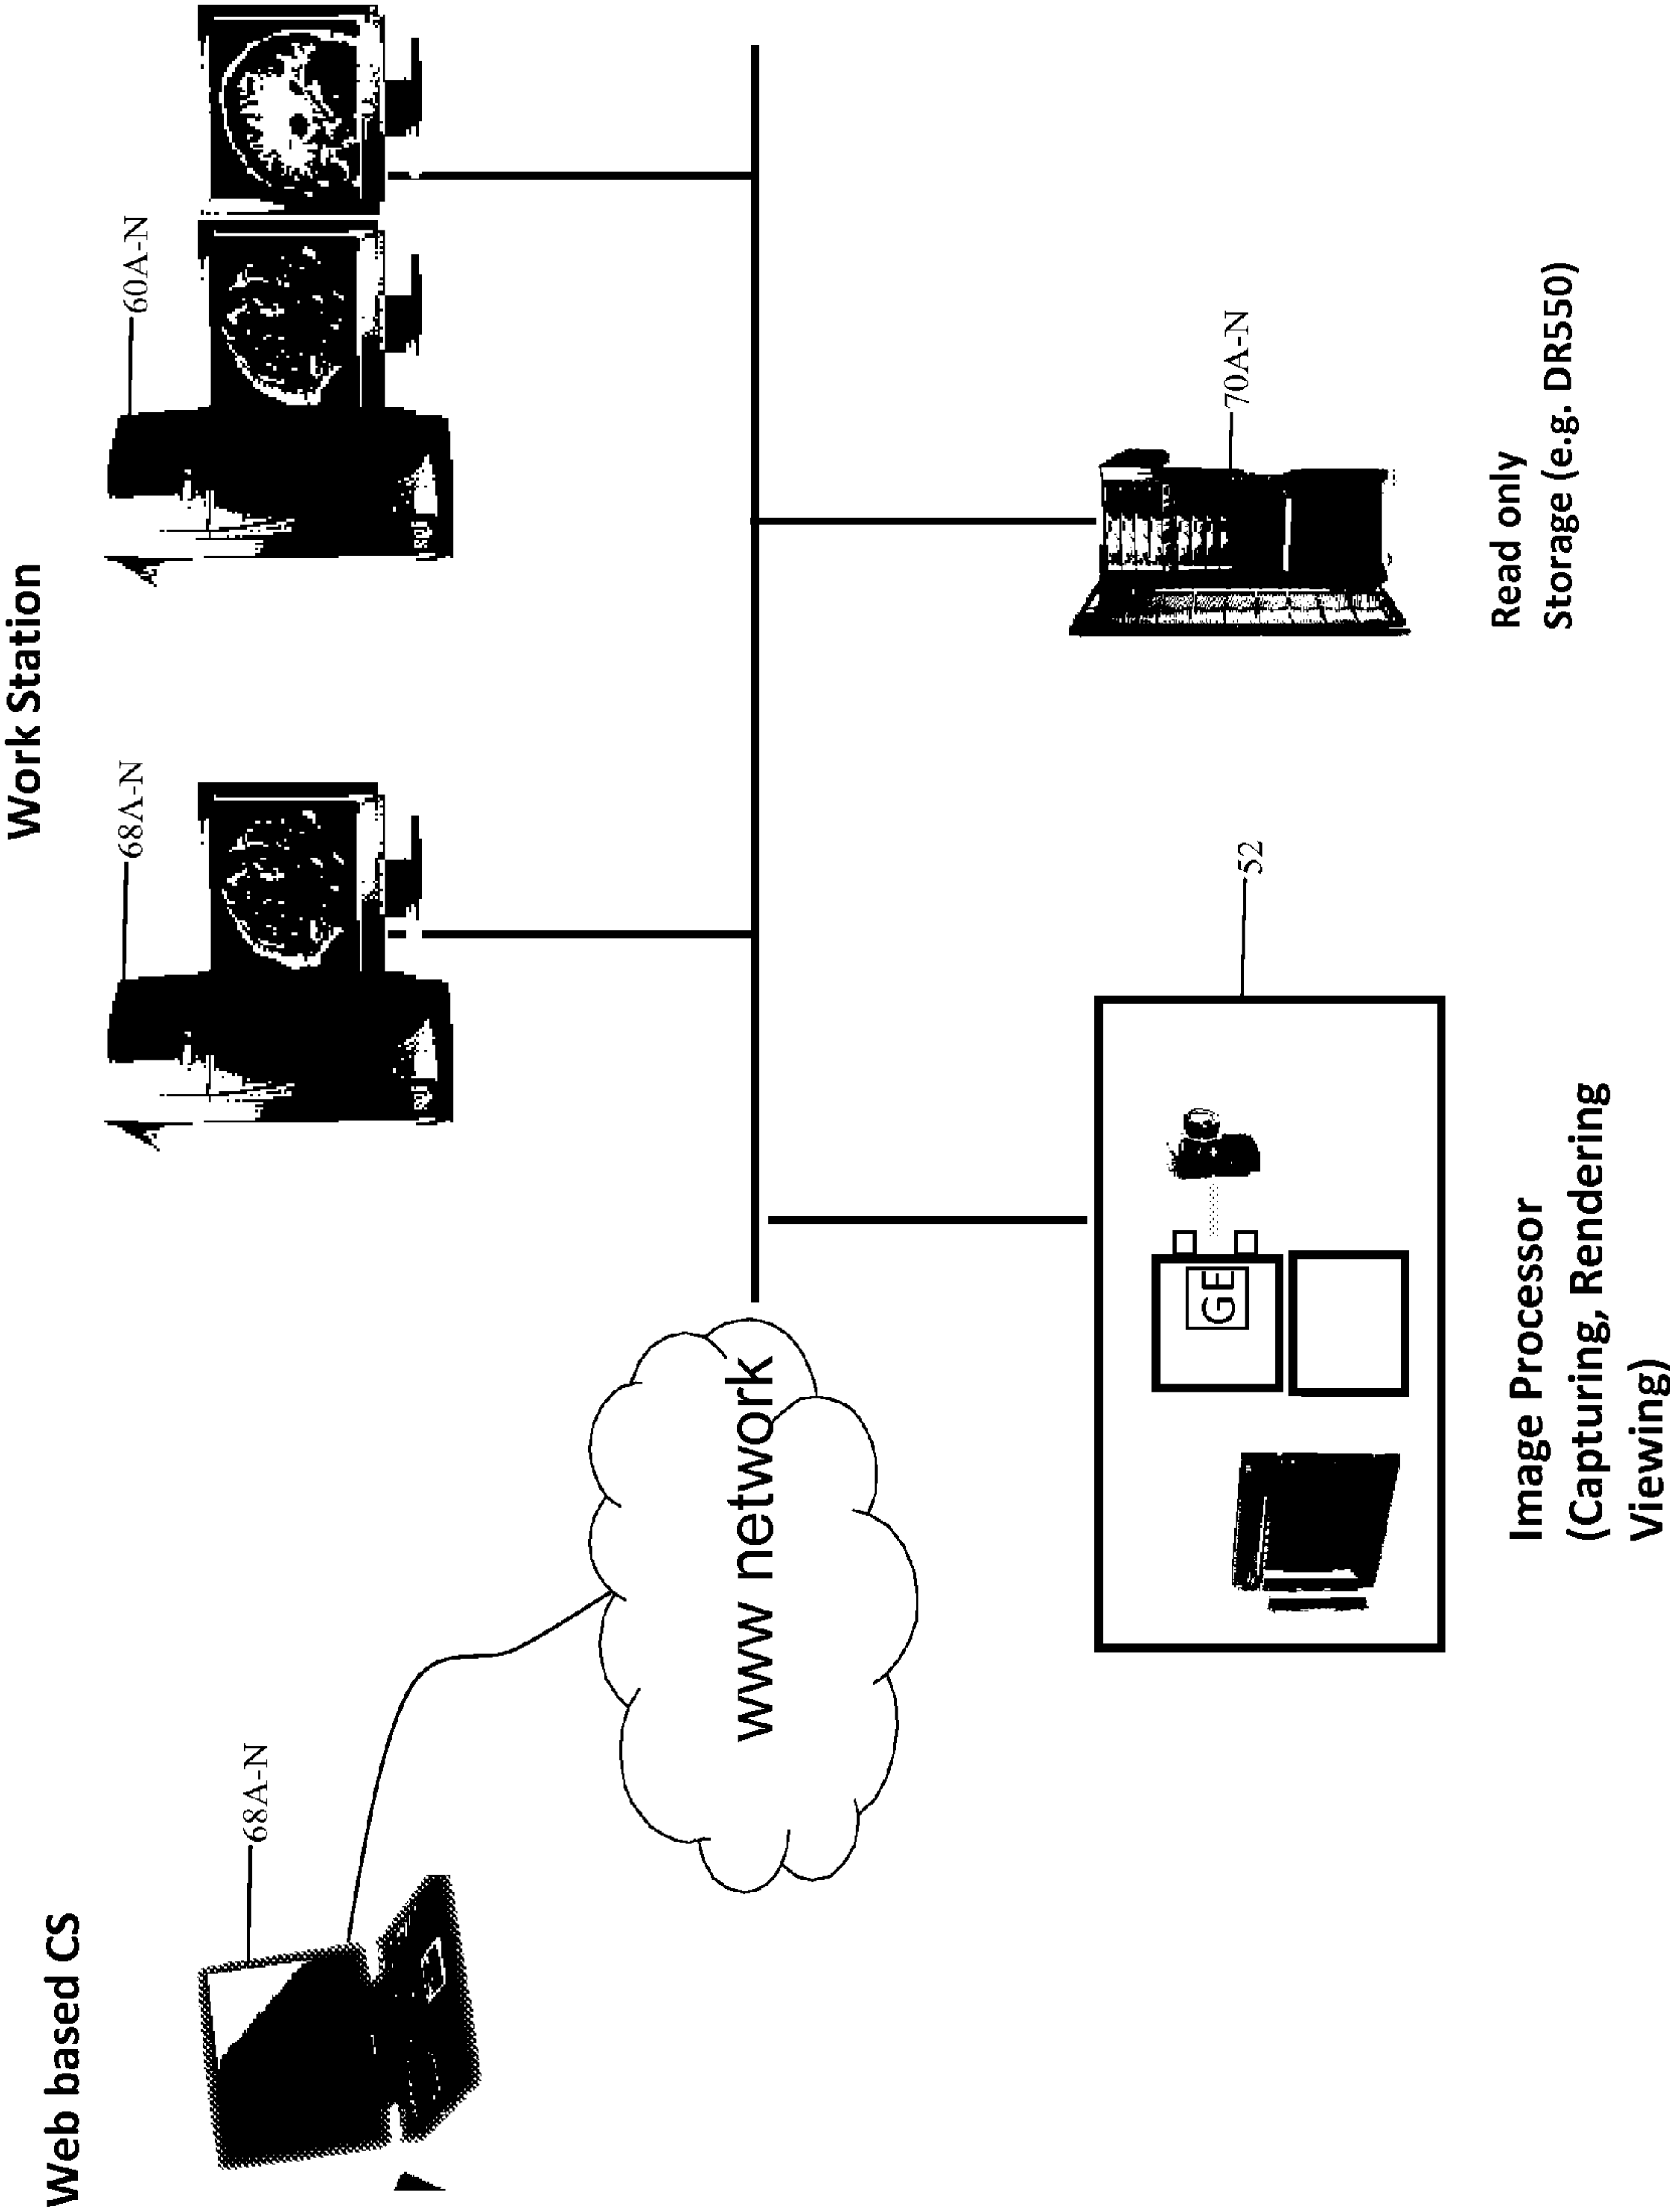 Work Station
Web based CS
68A-N
68A-N
60A-N
www network
GE
52
70A-N
Image Processor
(Capturing, Rendering
Viewing)
Read only
Storage (e.g. DR550)